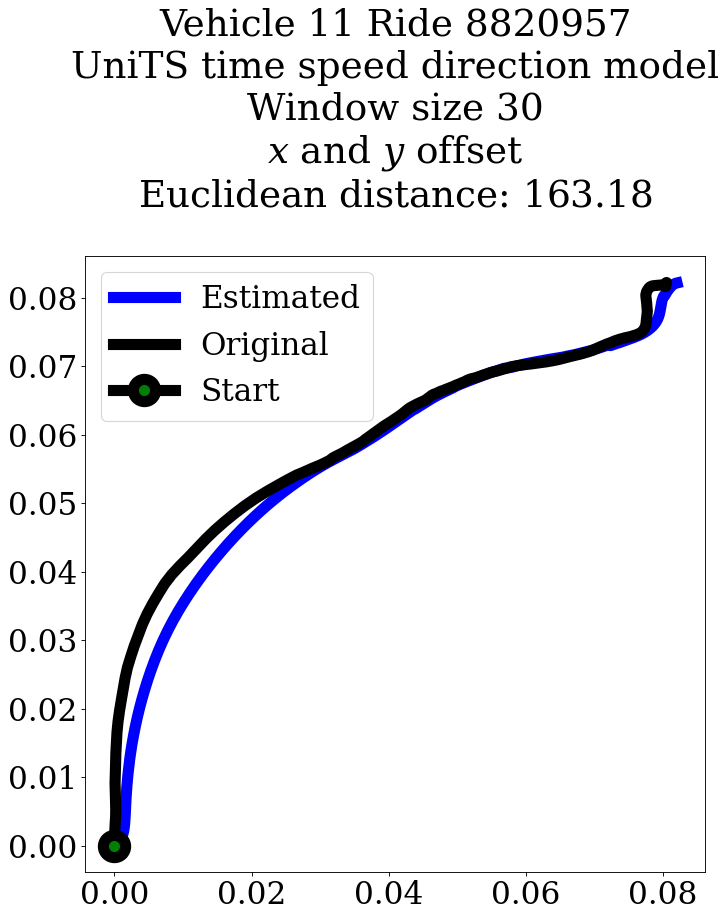 Vehicle 11 Ride 8820957
UniTS time speed direction model
Window size 30
x and y offset
Euclidean distance: 163.18
Estimated
Original
Start
0.08
0.07
0.06
0.05
0.04
0.03
0.02
0.01
0.00
0.00 0.02 0.04 0.06 0.08